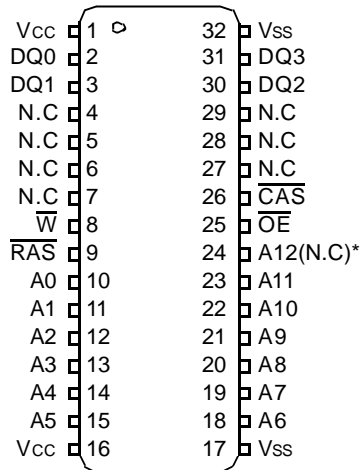 VCC 1 32 VSS
DQ0 2 31 DQ3
DQ1 3 30 DQ2
N.C 4 29 N.C
N.C 5 28 N.C
N.C 6 27 N.C
N.C 7 26 CAS
W 8 25 OE
RAS 9 24 A12(N.C)*
A0 10 23 A11
A1 11 22 A10
A2 12 21 A9
A3 13 20 A8
A4 14 19 A7
A5 15 18 A6
VCC 16 17 VSS